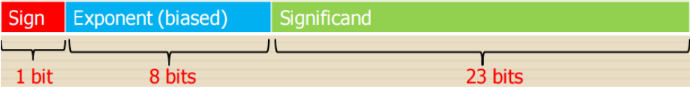 Sign Exponent (biased) Significand
1 bit 8 bits 23 bits